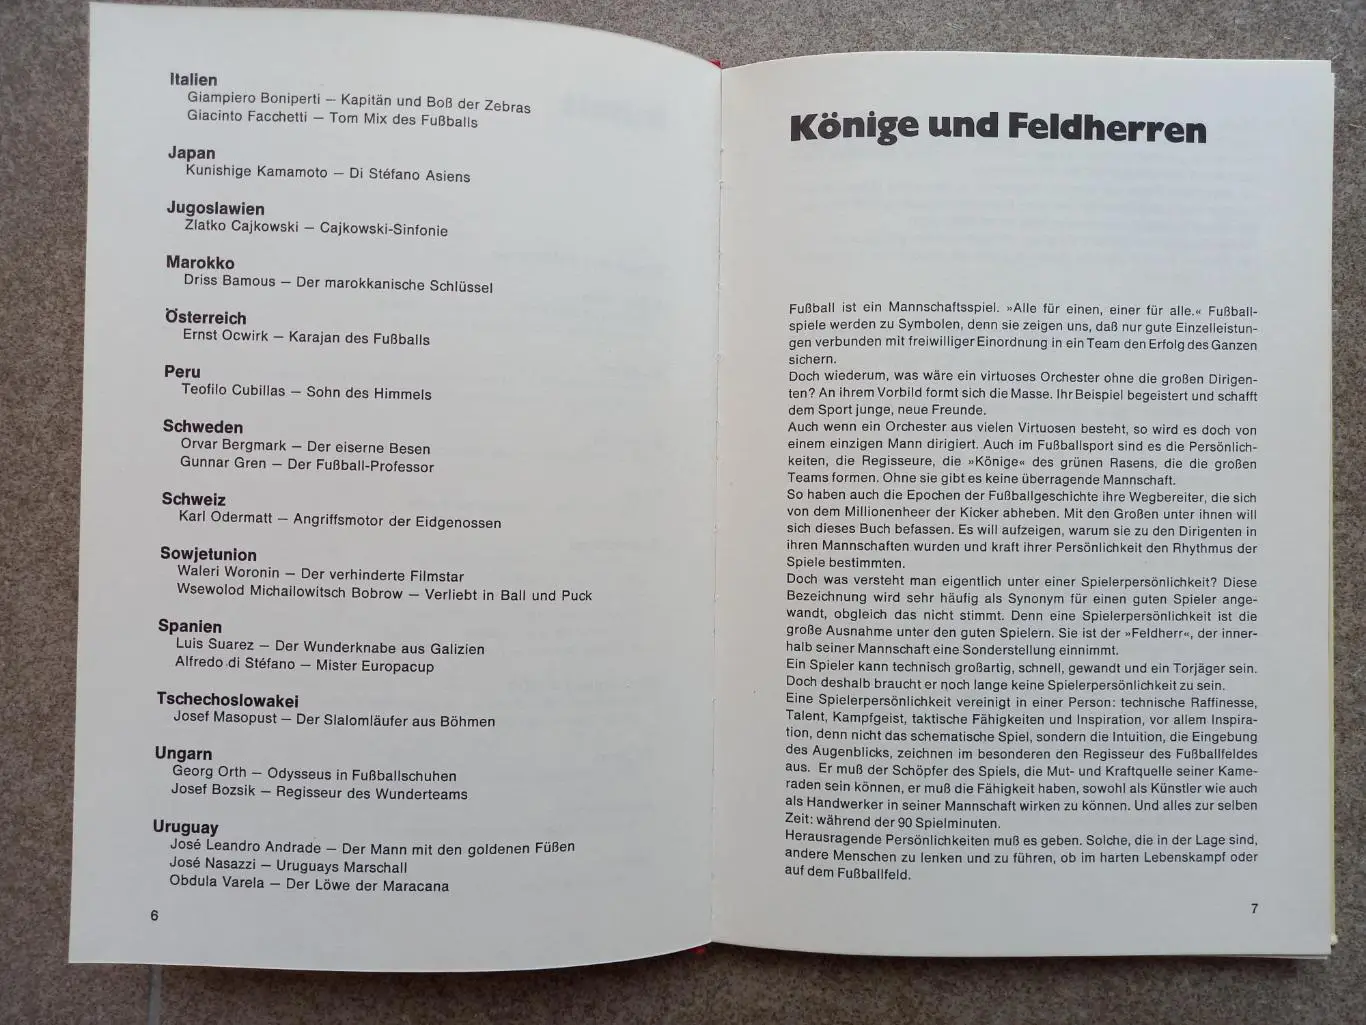 Italien
Giampiero Boniperti – Kapitän und Boß der Zebras
Giacinto Facchetti – Tom Mix des Fußballs
Japan
Kunishige Kamamoto – Di Stéfano Asiens
Jugoslawien
Zlatko Cajkowski – Cajkowski-Sinfonie
Marokko
Driss Bamous – Der marokkanische Schlüssel
Österreich
Ernst Ocwirk – Karajan des Fußballs
Peru
Teofilo Cubillas – Sohn des Himmels
Schweden
Orvar Bergmark – Der eiserne Besen
Gunnar Gren – Der Fußball-Professor
Schweiz
Karl Odermatt – Angriffsmotor der Eidgenossen
Sowjetunion
Waleri Woronin – Der verhinderte Filmstar
Wsewolod Michailowitsch Bobrow – Verliebt in Ball und Puck
Spanien
Luis Suarez – Der Wunderknabe aus Galizien
Alfredo di Stéfano – Mister Europacup
Tschechoslowakei
Josef Masopust – Der Slalomläufer aus Böhmen
Ungarn
Georg Orth – Odysseus in Fußballschuhen
Josef Bozsik – Regisseur des Wunderteams
Uruguay
José Leandro Andrade – Der Mann mit den goldenen Füßen
José Nasazzi – Uruguays Marschall
Obdula Varela – Der Löwe der Maracana
6
Könige und Feldherren
Fußball ist ein Mannschaftsspiel. »Alle für einen, einer für alle.« Fußball-
spiele werden zu Symbolen, denn sie zeigen uns, daß nur gute Einzelleistun-
gen verbunden mit freiwilliger Einordnung in ein Team den Erfolg des Ganzen
sichern.
Doch wiederum, was wäre ein virtuoses Orchester ohne die großen Dirigen-
ten? An ihrem Vorbild formt sich die Masse. Ihr Beispiel begeistert und schafft
dem Sport junge, neue Freunde.
Auch wenn ein Orchester aus vielen Virtuosen besteht, so wird es doch von
einem einzigen Mann dirigiert. Auch im Fußballsport sind es die Persönlich-
keiten, die Regisseure, die »Könige« des grünen Rasens, die die großen
Teams formen. Ohne sie gibt es keine überragende Mannschaft.
So haben auch die Epochen der Fußballgeschichte ihre Wegbereiter, die sich
von dem Millionenheer der Kicker abheben. Mit den Großen unter ihnen will
sich dieses Buch befassen. Es will aufzeigen, warum sie zu den Dirigenten in
ihren Mannschaften wurden und kraft ihrer Persönlichkeit den Rhythmus der
Spiele bestimmten.
Doch was versteht man eigentlich unter einer Spielerpersönlichkeit? Diese
Bezeichnung wird sehr häufig als Synonym für einen guten Spieler ange-
wandt, obgleich das nicht stimmt. Denn eine Spielerpersönlichkeit ist die
große Ausnahme unter den guten Spielern. Sie ist der »Feldherr«, der inner-
halb seiner Mannschaft eine Sonderstellung einnimmt.
Ein Spieler kann technisch großartig, schnell, gewandt und ein Torjäger sein.
Doch deshalb braucht er noch lange keine Spielerpersönlichkeit zu sein.
Eine Spielerpersönlichkeit vereinigt in einer Person: technische Raffinesse,
Talent, Kampfgeist, taktische Fähigkeiten und Inspiration, vor allem Inspira-
tion, denn nicht das schematische Spiel, sondern die Intuition, die Eingebung
des Augenblicks, zeichnen im besonderen den Regisseur des Fußballfeldes
aus. Er muß der Schöpfer des Spiels, die Mut- und Kraftquelle seiner Kame-
raden sein können, er muß die Fähigkeit haben, sowohl als Künstler wie auch
als Handwerker in seiner Mannschaft wirken zu können. Und alles zur selben
Zeit: während der 90 Spielminuten.
Herausragende Persönlichkeiten muß es geben. Solche, die in der Lage sind,
andere Menschen zu lenken und zu führen, ob im harten Lebenskampf oder
auf dem Fußballfeld.
7